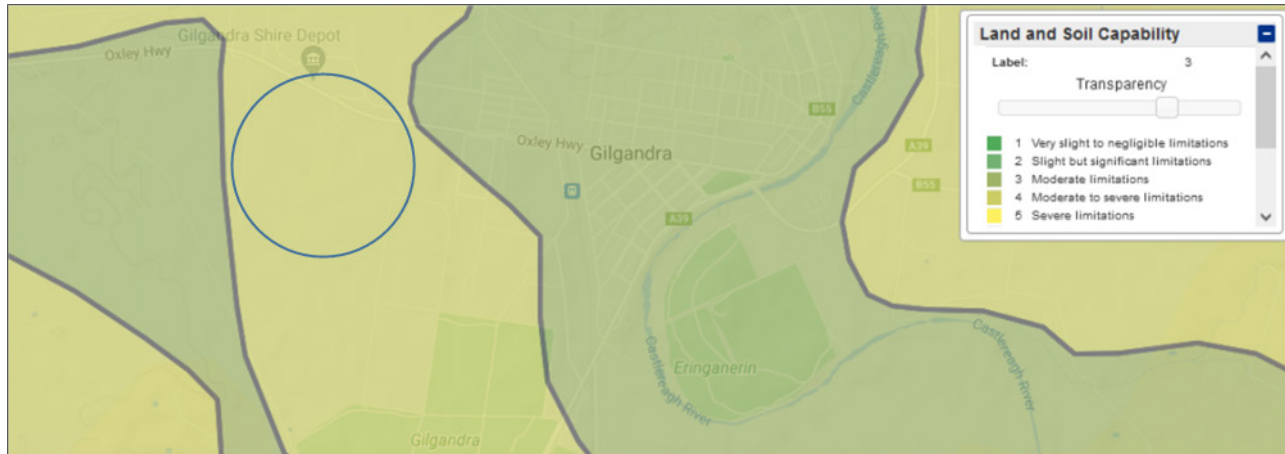 Gilgandra Shire Depot
Oxley Hwy
Castlereagh River
B55
Oxley Hwy
Gilgandra
A39
B55
A39
Eringanerin
Castlereagh River
Castlereagh River
Gilgandra
Land and Soil Capability
Label: 3
Transparency
1 Very slight to negligible limitations
2 Slight but significant limitations
3 Moderate limitations
4 Moderate to severe limitations
5 Severe limitations